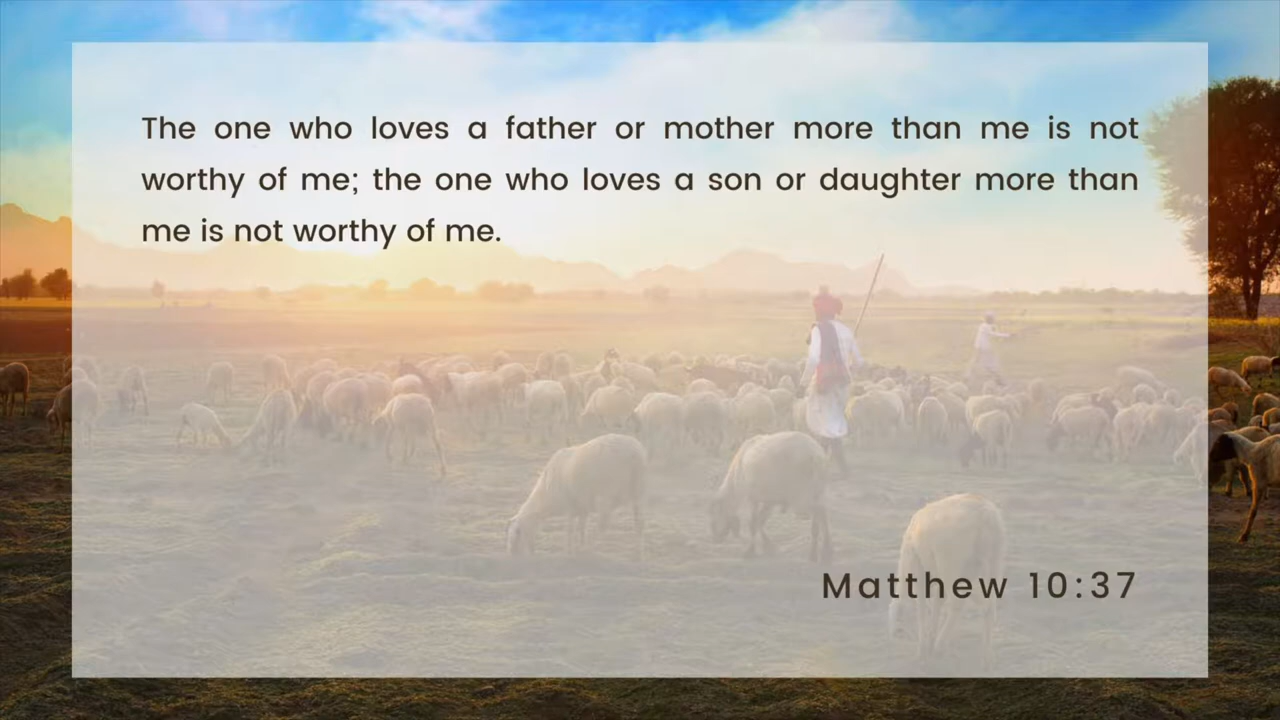 The one who loves a father or mother more than me is not
worthy of me; the one who loves a son or daughter more than
me is not worthy of me.
Matthew 10:37